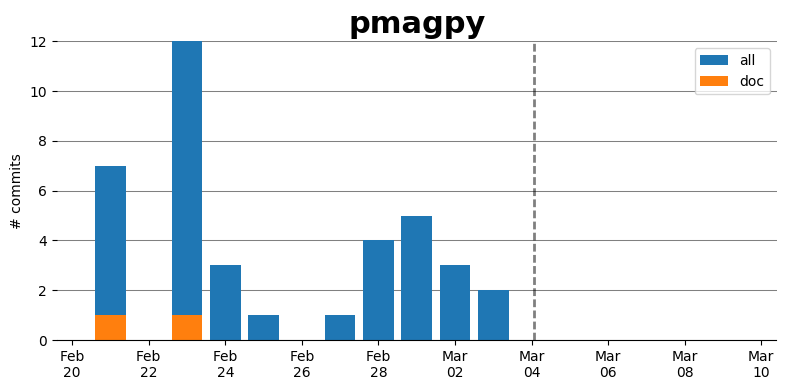 pmagpy
12
10
8
6
4
2
0
# commits
all
doc
Feb 20
Feb 22
Feb 24
Feb 26
Feb 28
Mar 02
Mar 04
Mar 06
Mar 08
Mar 10